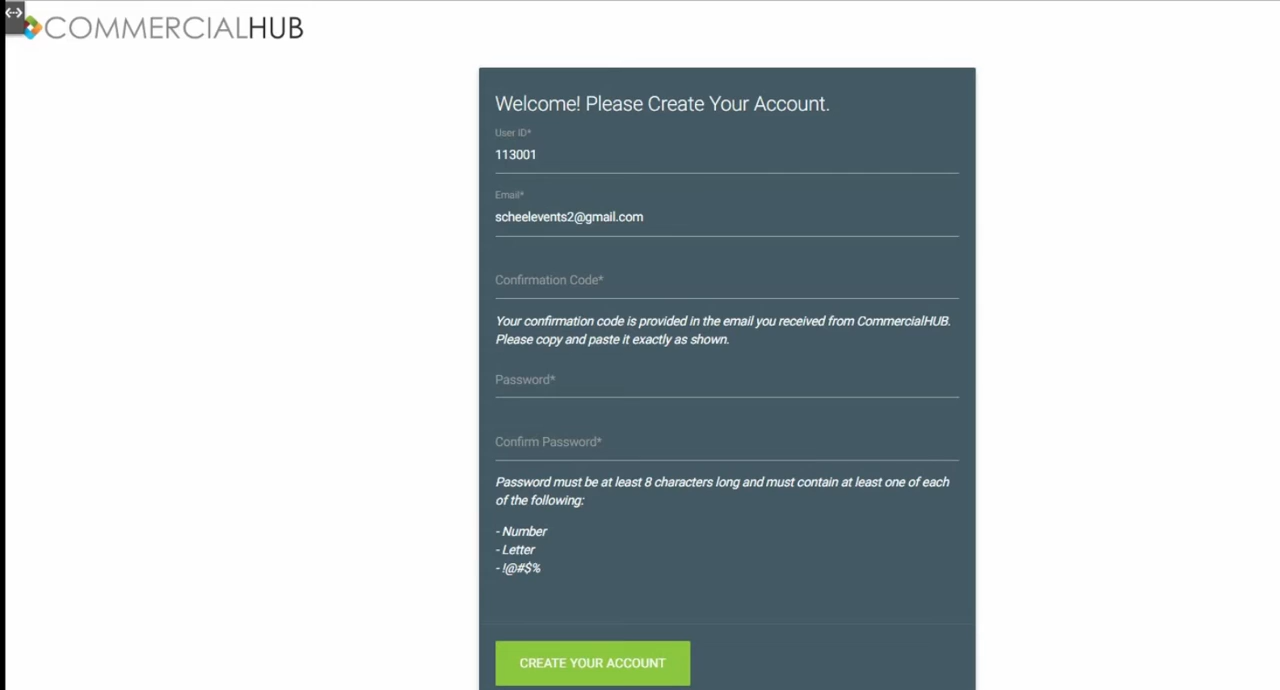 COMMERCIALHUB
Welcome! Please Create Your Account.
User ID*
113001
Email*
scheelevents2@gmail.com
Confirmation Code*
Your confirmation code is provided in the email you received from CommercialHUB.
Please copy and paste it exactly as shown.
Password*
Confirm Password*
Password must be at least 8 characters long and must contain at least one of each
of the following:
- Number
- Letter
- !@#$%
CREATE YOUR ACCOUNT